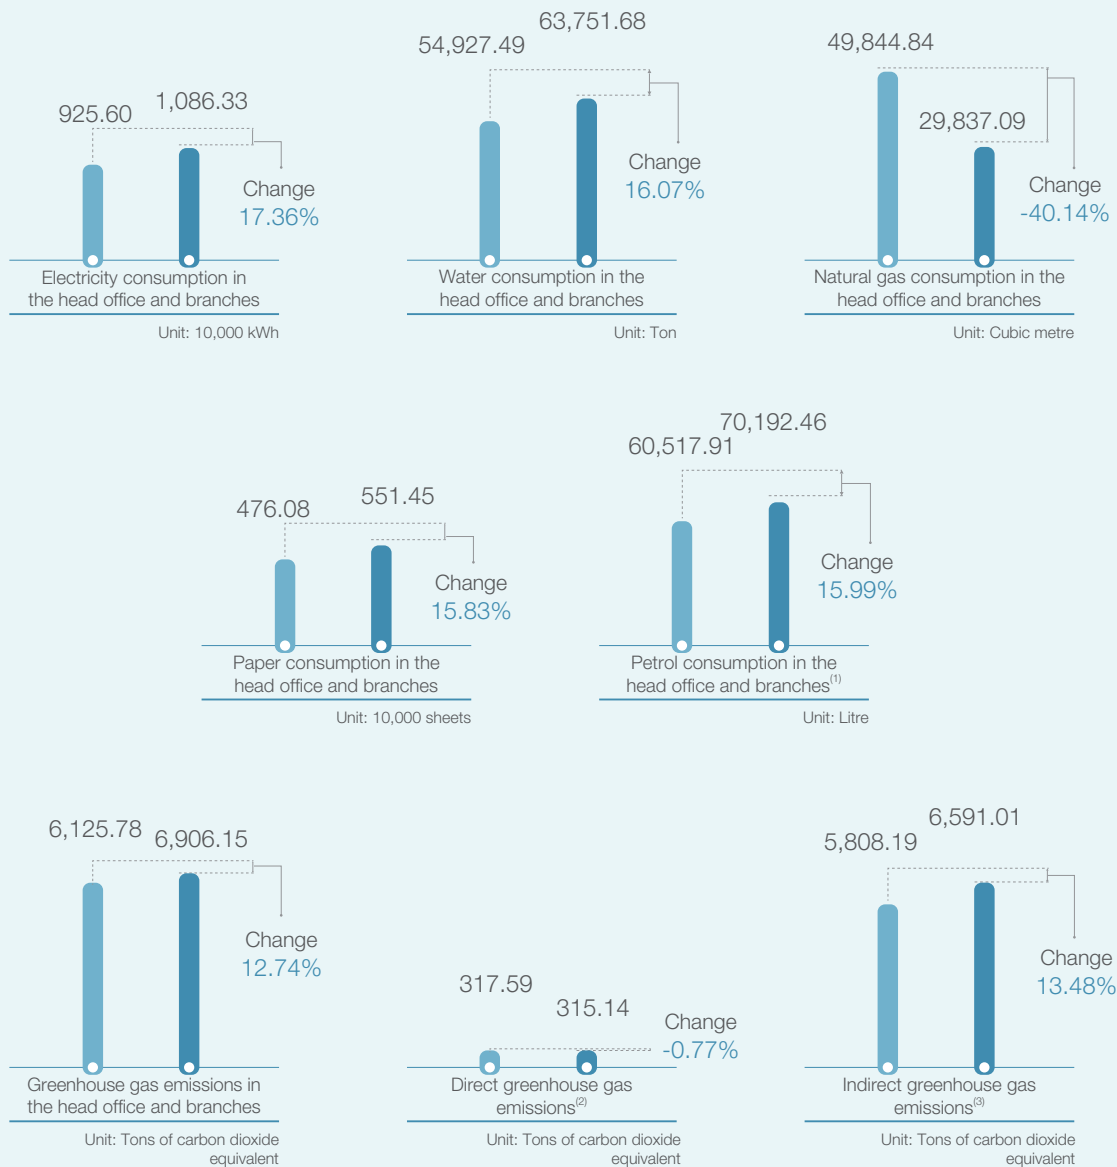 925.60
1,086.33
Change
17.36%
Electricity consumption in
the head office and branches
Unit: 10,000 kWh
54,927.49
63,751.68
Change
16.07%
Water consumption in the
head office and branches
Unit: Ton
49,844.84
29,837.09
Change
-40.14%
Natural gas consumption in the
head office and branches
Unit: Cubic metre
476.08
551.45
Change
15.83%
Paper consumption in the
head office and branches
Unit: 10,000 sheets
60,517.91
70,192.46
Change
15.99%
Petrol consumption in the
head office and branches(1)
Unit: Litre
6,125.78
6,906.15
Change
12.74%
Greenhouse gas emissions in
the head office and branches
Unit: Tons of carbon dioxide
equivalent
317.59
315.14
Change
-0.77%
Direct greenhouse gas
emissions(2)
Unit: Tons of carbon dioxide
equivalent
5,808.19
6,591.01
Change
13.48%
Indirect greenhouse gas
emissions(3)
Unit: Tons of carbon dioxide
equivalent